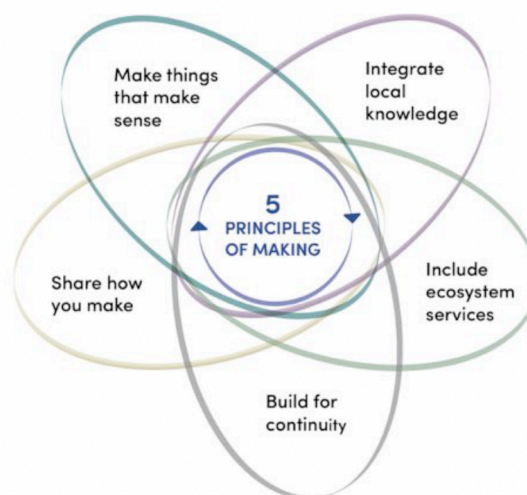 Make things
that make
sense
Integrate
local
knowledge
5
PRINCIPLES
OF MAKING
Share how
you make
Include
ecosystem
services
Build for
continuity